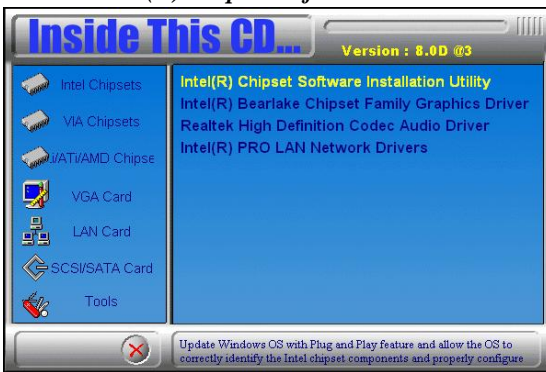 Inside This CD...
Version : 8.0D @3
Intel Chipsets
VIA Chipsets
i/ATi/AMD Chipse
VGA Card
LAN Card
SCSI/SATA Card
Tools
Intel(R) Chipset Software Installation Utility
Intel(R) Bearlake Chipset Family Graphics Driver
Realtek High Definition Codec Audio Driver
Intel(R) PRO LAN Network Drivers
Update Windows OS with Plug and Play feature and allow the OS to
correctly identify the Intel chipset components and properly configure